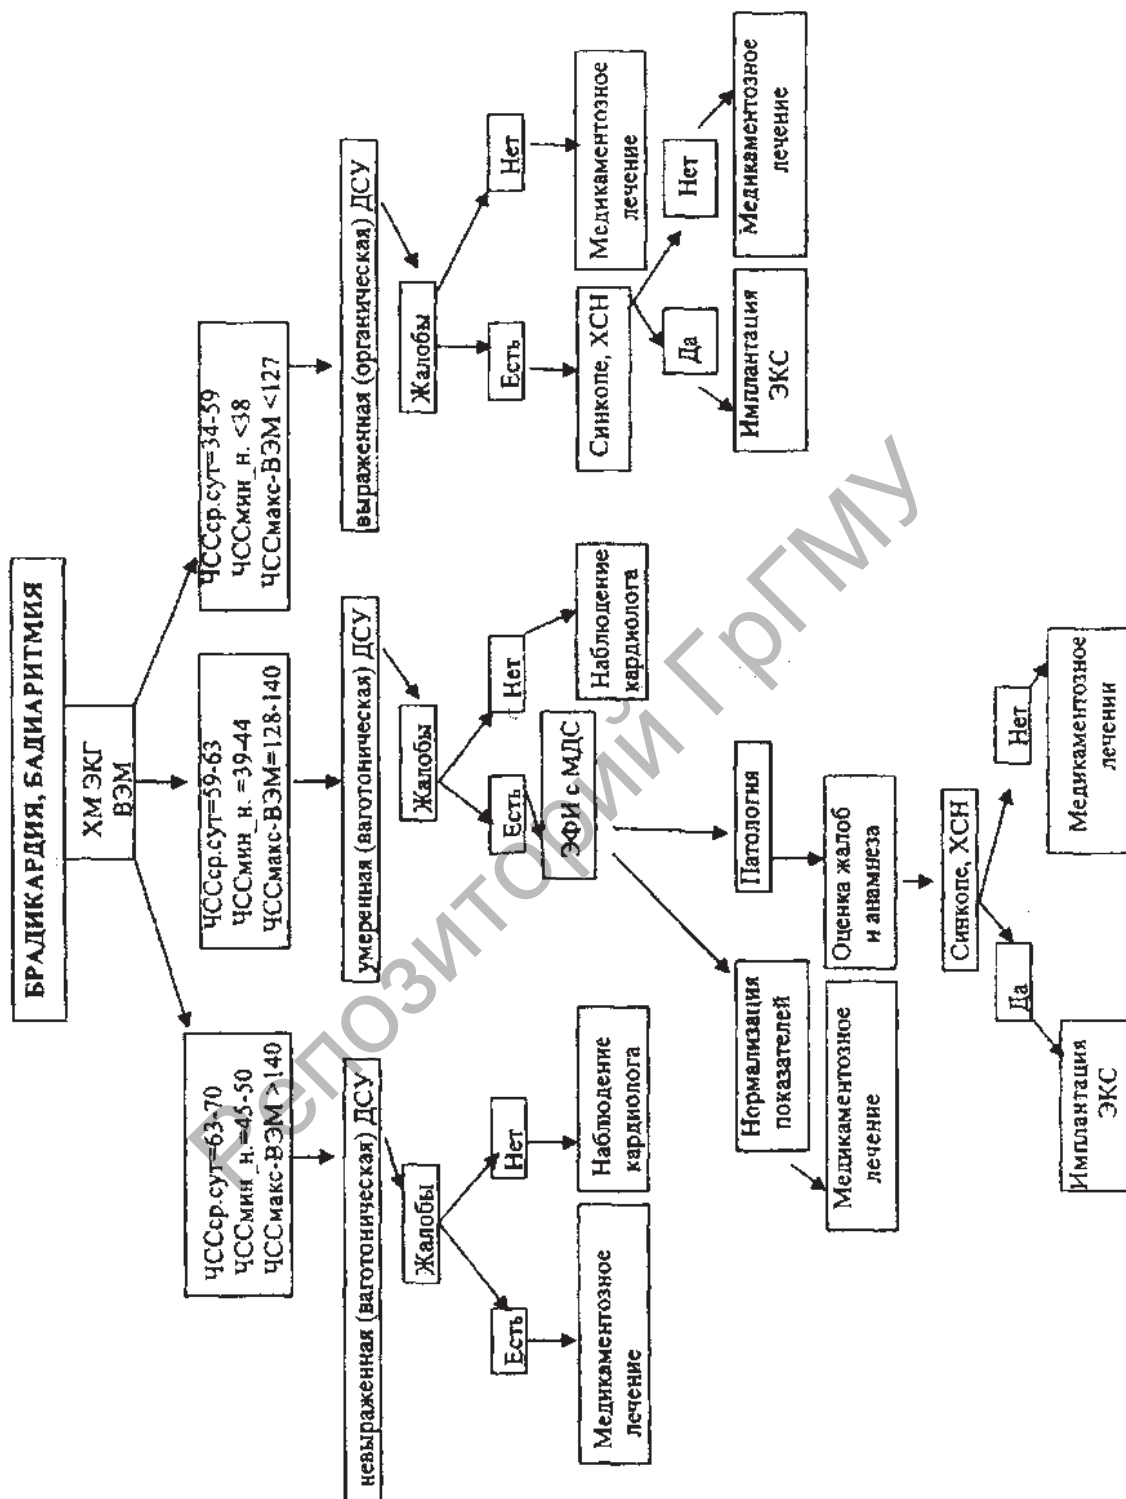 БРАДИКАРДИЯ, БАДИАРИТМИЯ
ХМ ЭКГ
ВЭМ
ЧССср.сут=63-70
ЧССмин_н.=45-50
ЧССмакс-ВЭМ >140
ЧССср.сут=59-63
ЧССмин_н. =39-44
ЧССмакс-ВЭМ=128-140
ЧССср.сут=34-59
ЧССмин_н. <38
ЧССмакс-ВЭМ <127
невыраженная (ваготоническая) ДСУ
умеренная (ваготоническая) ДСУ
выраженная (органическая) ДСУ
Жалобы
Жалобы
Жалобы
Есть
Нет
Есть
Нет
Есть
Нет
Медикаментозное
лечение
Наблюдение
кардиолога
ЭФИ с МДС
Наблюдение
кардиолога
Синкопе, ХСН
Медикаментозное
лечение
Да
Нет
Имплантация
ЭКС
Медикаментозное
лечение
Нормализация
показателей
Патология
Медикаментозное
лечение
Оценка жалоб
и анамнеза
Синкопе, ХСН
Да
Нет
Имплантация
ЭКС
Медикаментозное
лечении
Репозиторий ГрГМУ